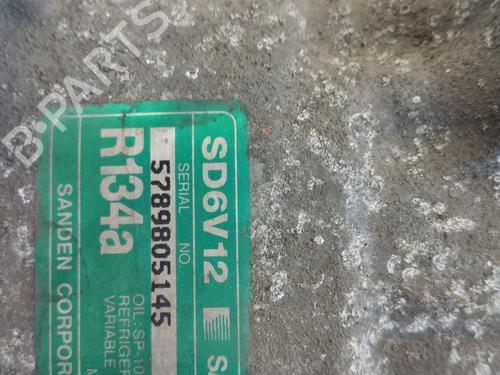 B-PARTS
SD6V12
SERIAL NO.
5789805145
R134a
OIL:SP-10
REFRIGER
VARIABLE
SANDEN CORPOR